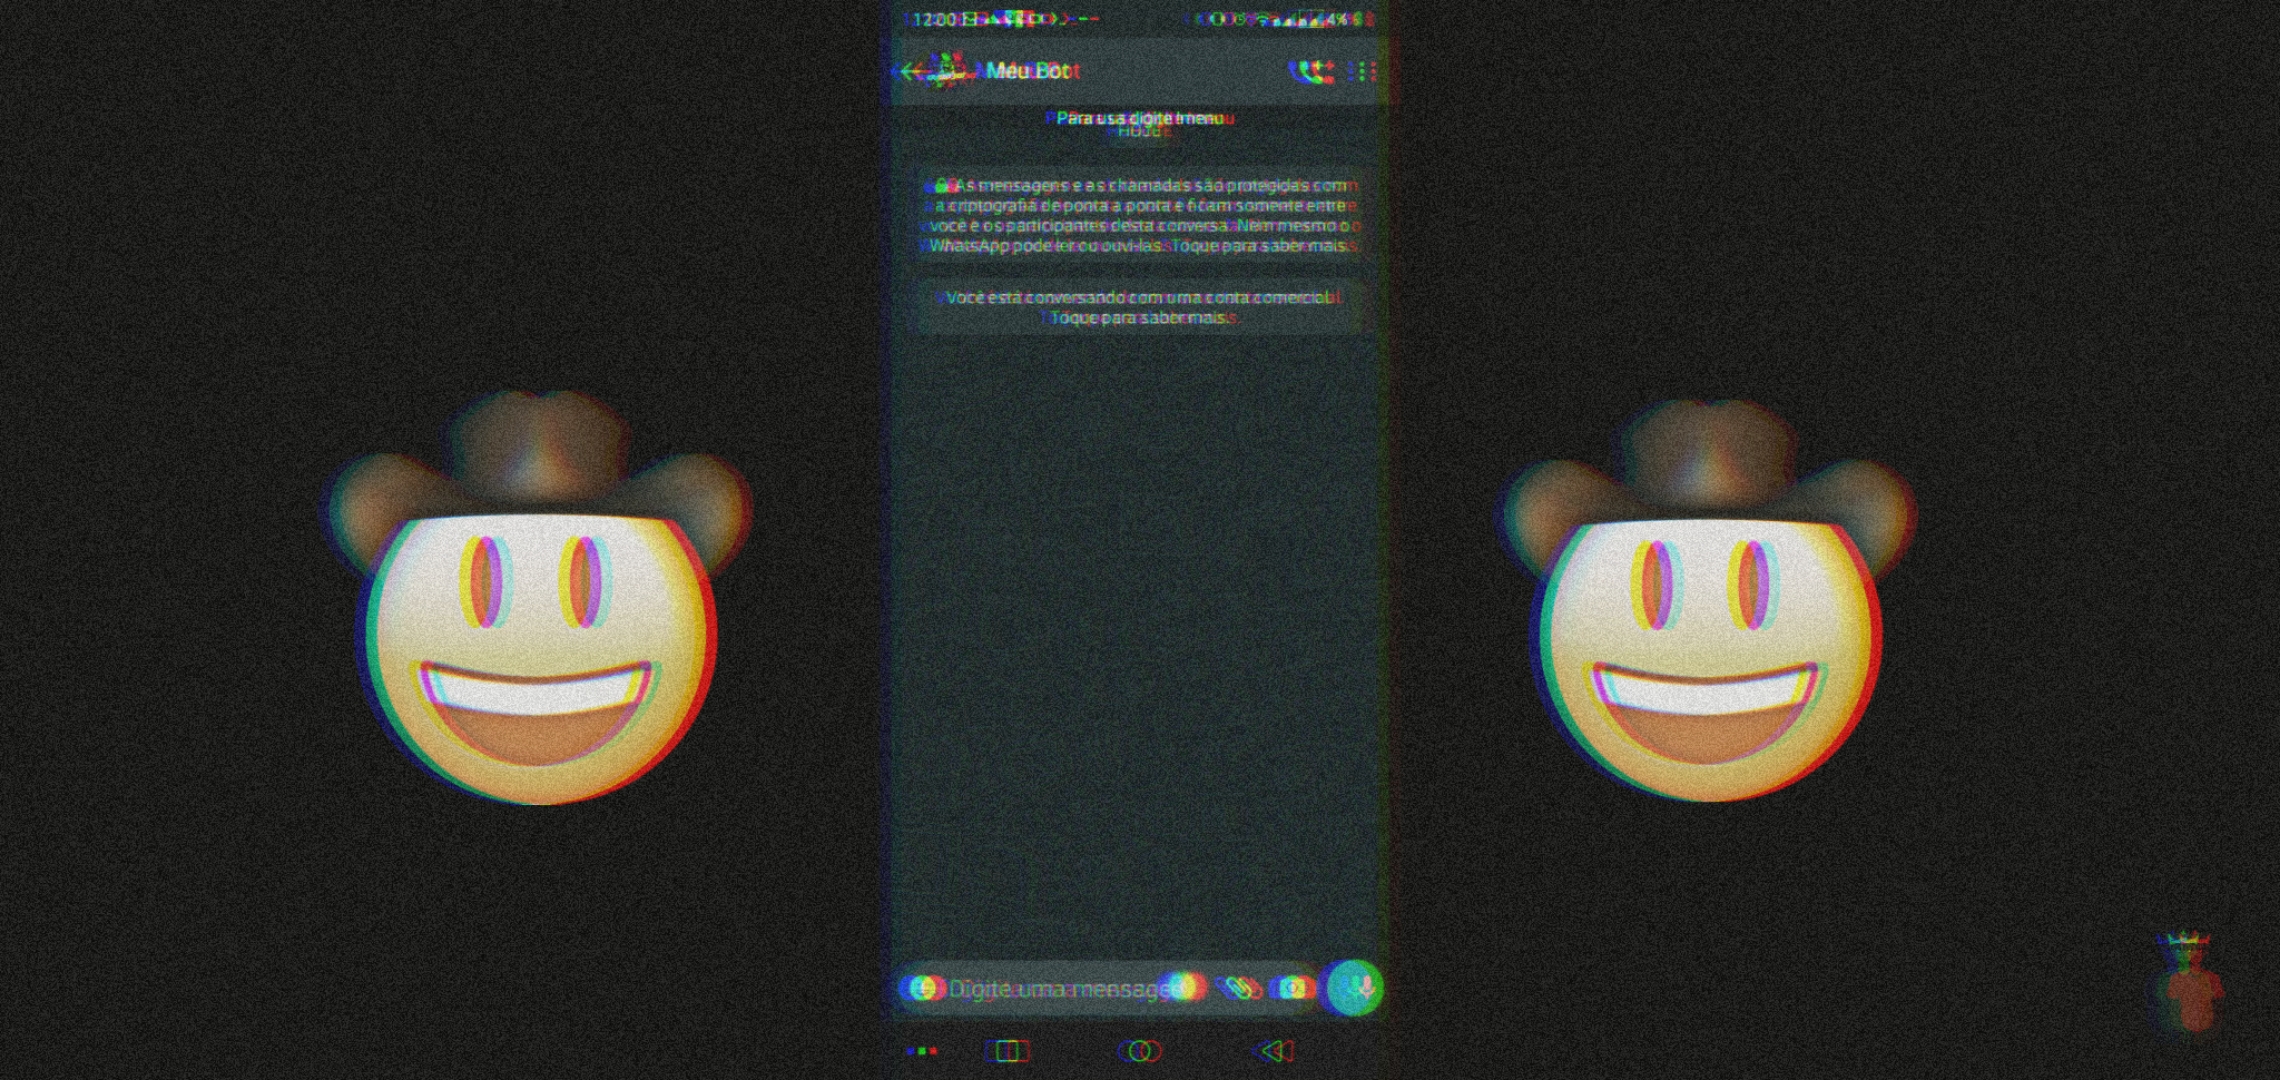 12:00
4%
Meu Bot
Para usa digite !menu
HOJE
As mensagens e as chamadas são protegidas com
a criptografia de ponta a ponta e ficam somente entre
você e os participantes desta conversa. Nem mesmo o
WhatsApp pode ler ou ouvi-las. Toque para saber mais.
Você está conversando com uma conta comercial.
Toque para saber mais.
Digite uma mensage